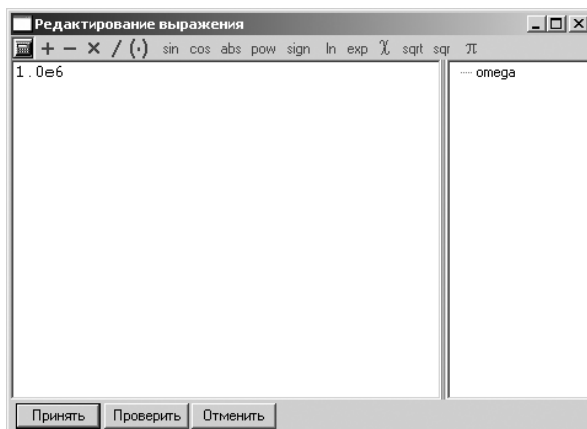 Редактирование выражения
+ − × / (·) sin cos abs pow sign ln exp χ sqrt sqr π
1.0e6
omega
Принять Проверить Отменить